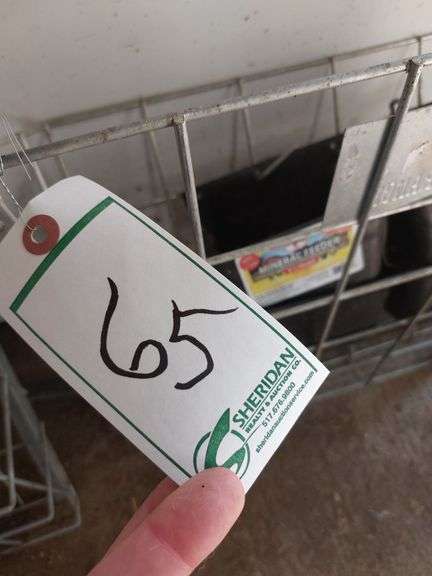 65
SHERIDAN
REALTY & AUCTION CO.
517.676.9800
sheridanauctionservice.com
MINERAL FEEDER